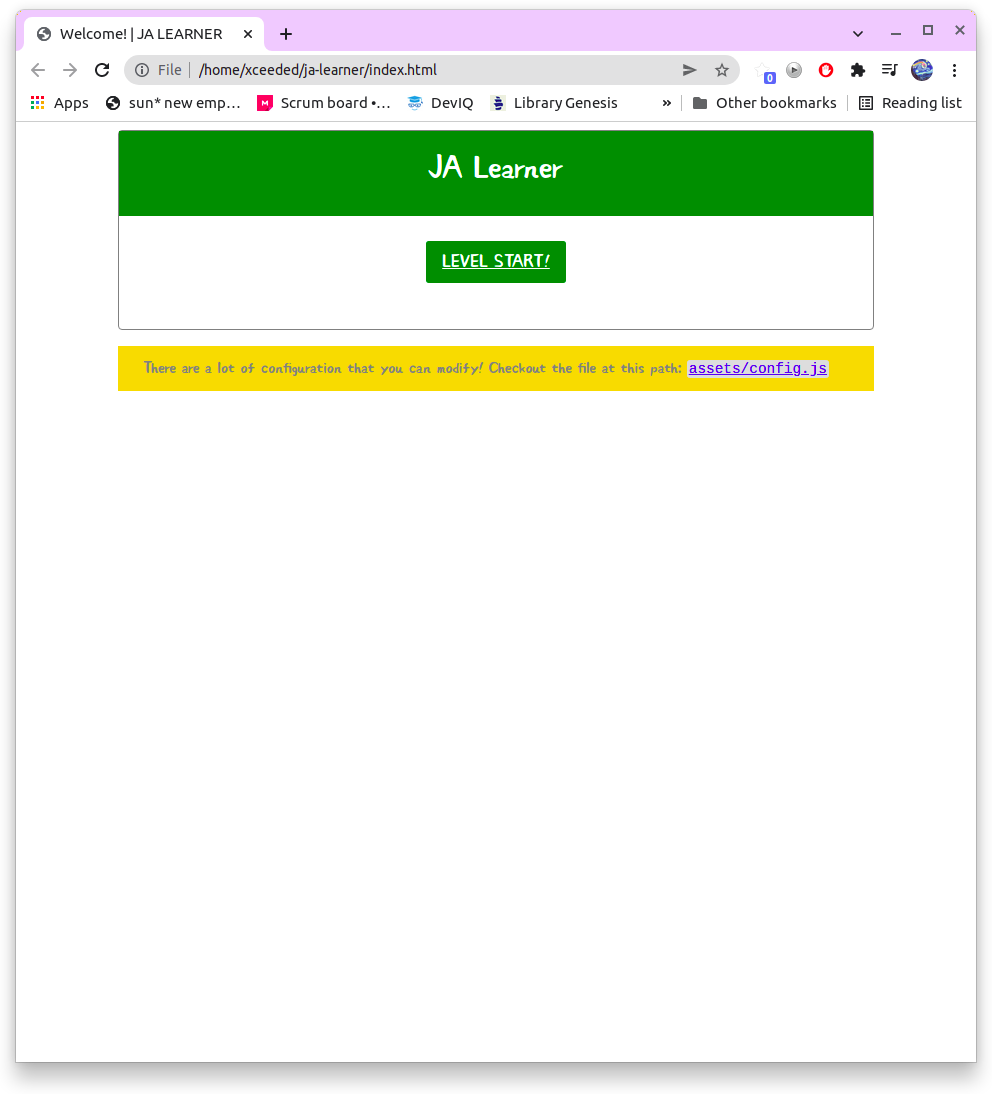 Welcome! | JA LEARNER
File | /home/xceeded/ja-learner/index.html
0
Apps sun* new emp… Scrum board •… DevIQ Library Genesis » Other bookmarks Reading list
JA Learner
LEVEL START!
There are a lot of configuration that you can modify! Checkout the file at this path: assets/config.js